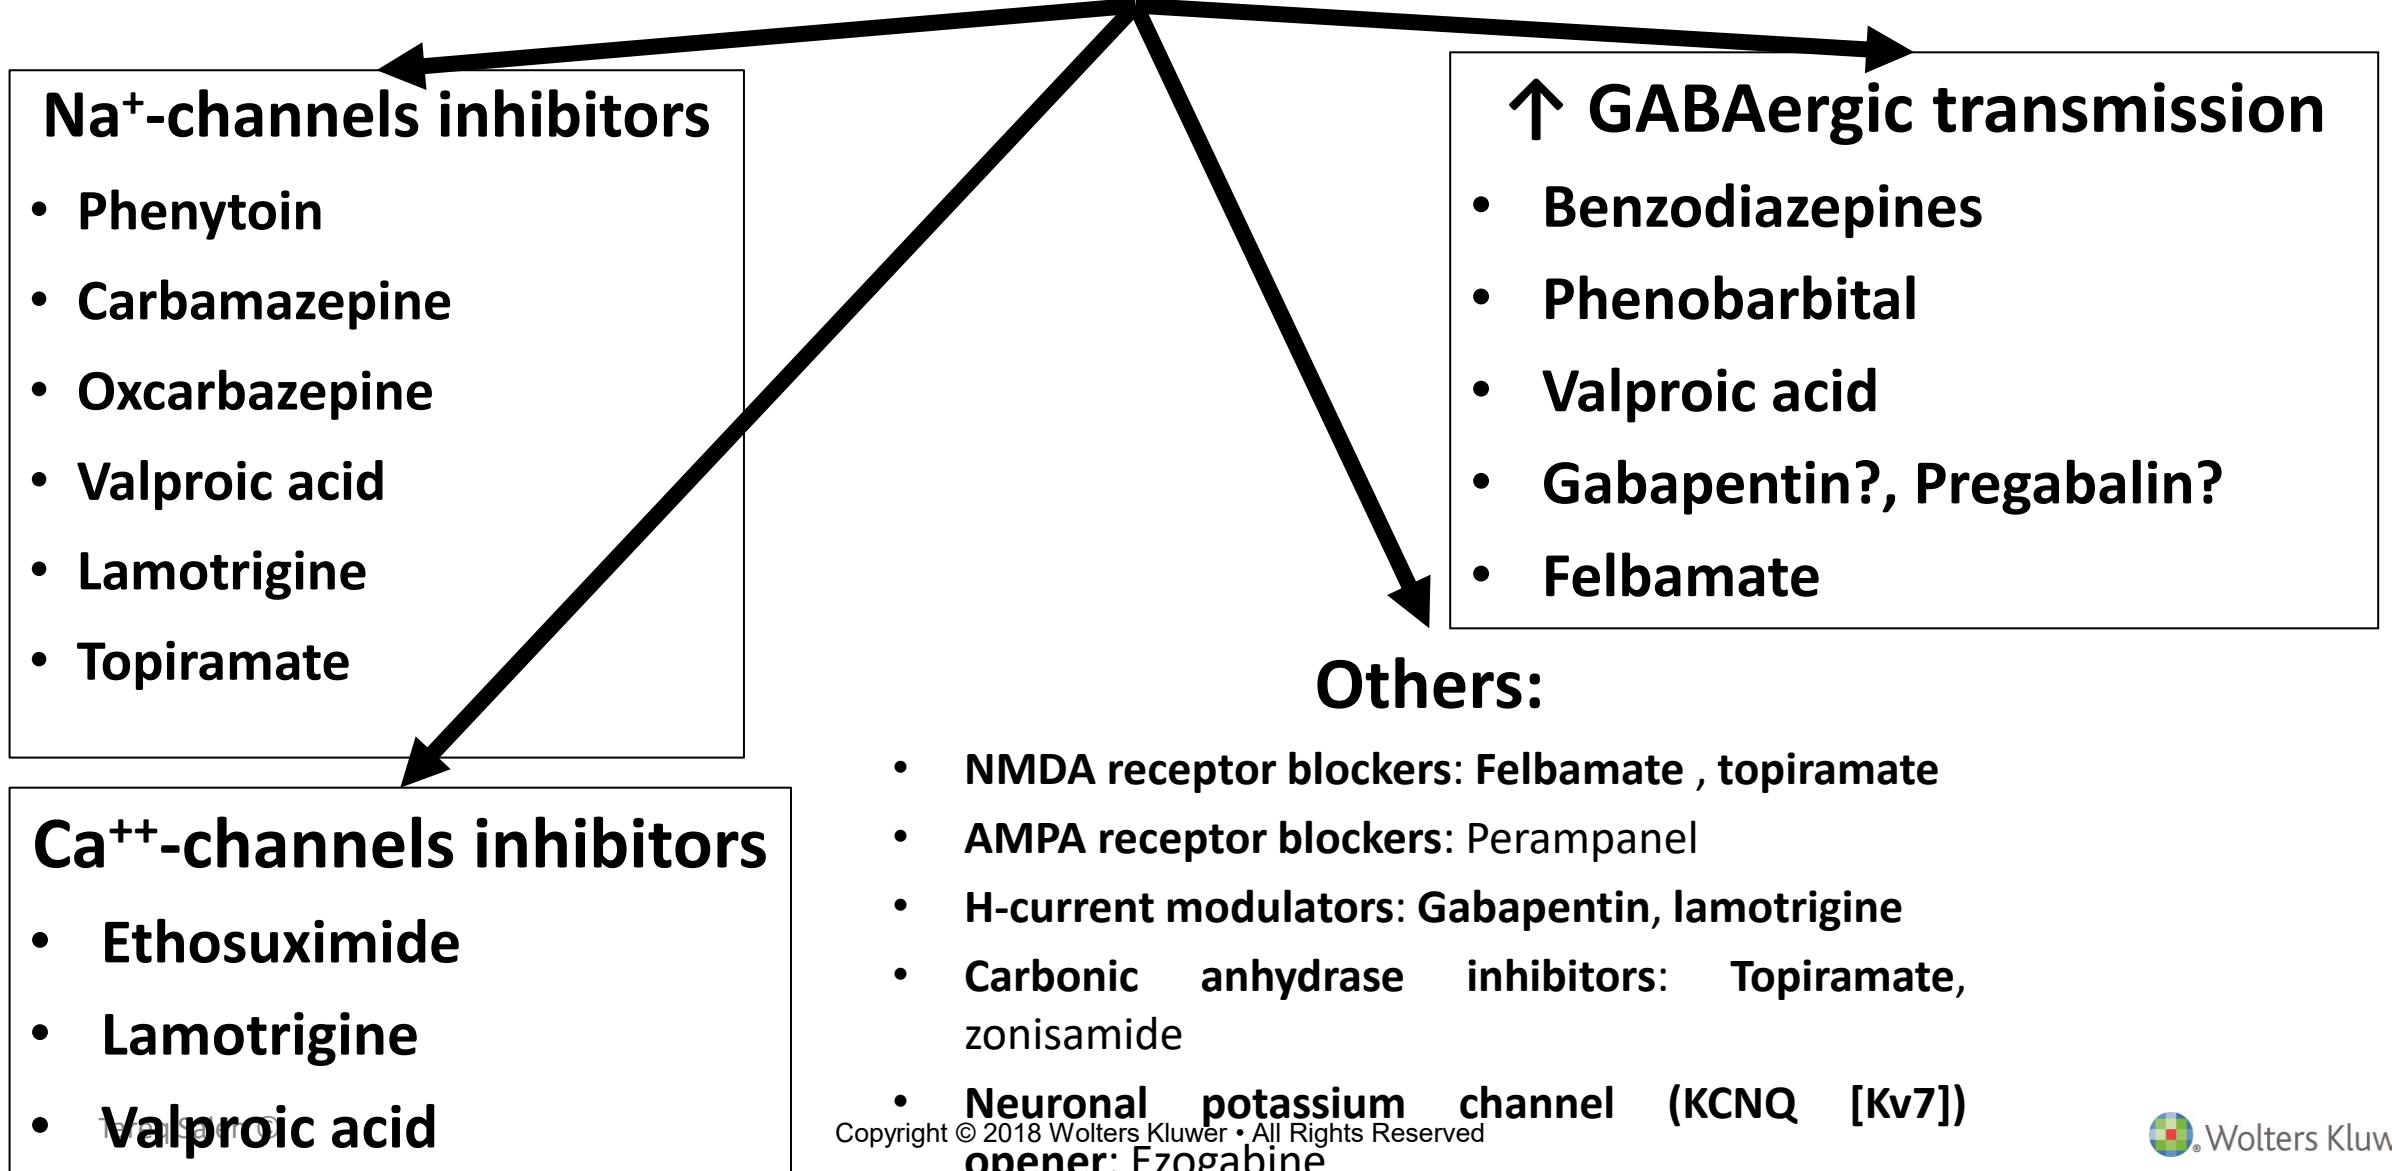 Na⁺-channels inhibitors
• Phenytoin
• Carbamazepine
• Oxcarbazepine
• Valproic acid
• Lamotrigine
• Topiramate
Ca⁺⁺-channels inhibitors
• Ethosuximide
• Lamotrigine
• Valproic acid
↑ GABAergic transmission
• Benzodiazepines
• Phenobarbital
• Valproic acid
• Gabapentin?, Pregabalin?
• Felbamate
Others:
• NMDA receptor blockers: Felbamate , topiramate
• AMPA receptor blockers: Perampanel
• H-current modulators: Gabapentin, lamotrigine
• Carbonic anhydrase inhibitors: Topiramate,
zonisamide
• Neuronal potassium channel (KCNQ [Kv7])
opener: Ezogabine
Copyright © 2018 Wolters Kluwer • All Rights Reserved
Wolters